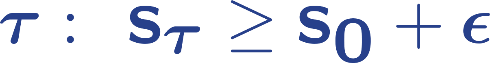 τ : s_τ ≥ s_0 + ϵ